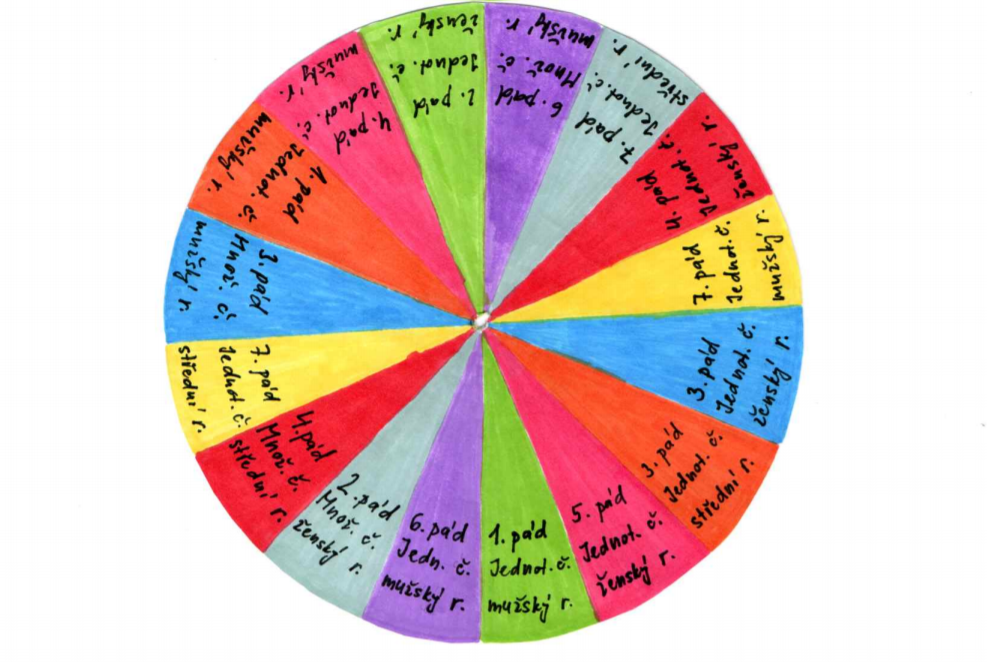 6. pád
Množ. č.
mužský r.
7. pád
Jednot. č.
střední r.
4. pád
Jednot. č.
ženský r.
7. pád
Jednot. č.
mužský r.
3. pád
Jednot. č.
ženský r.
3. pád
Jednot. č.
střední r.
5. pád
Jednot. č.
ženský r.
1. pád
Jednot. č.
mužský r.
6. pád
Jedn. č.
mužský r.
2. pád
Množ. č.
ženský r.
4. pád
Množ. č.
střední r.
7. pád
Jednot. č.
střední r.
3. pád
Množ. č.
mužský r.
1. pád
Jednot. č.
mužský r.
4. pád
Jednot. č.
mužský r.
2. pád
Jednot. č.
ženský r.